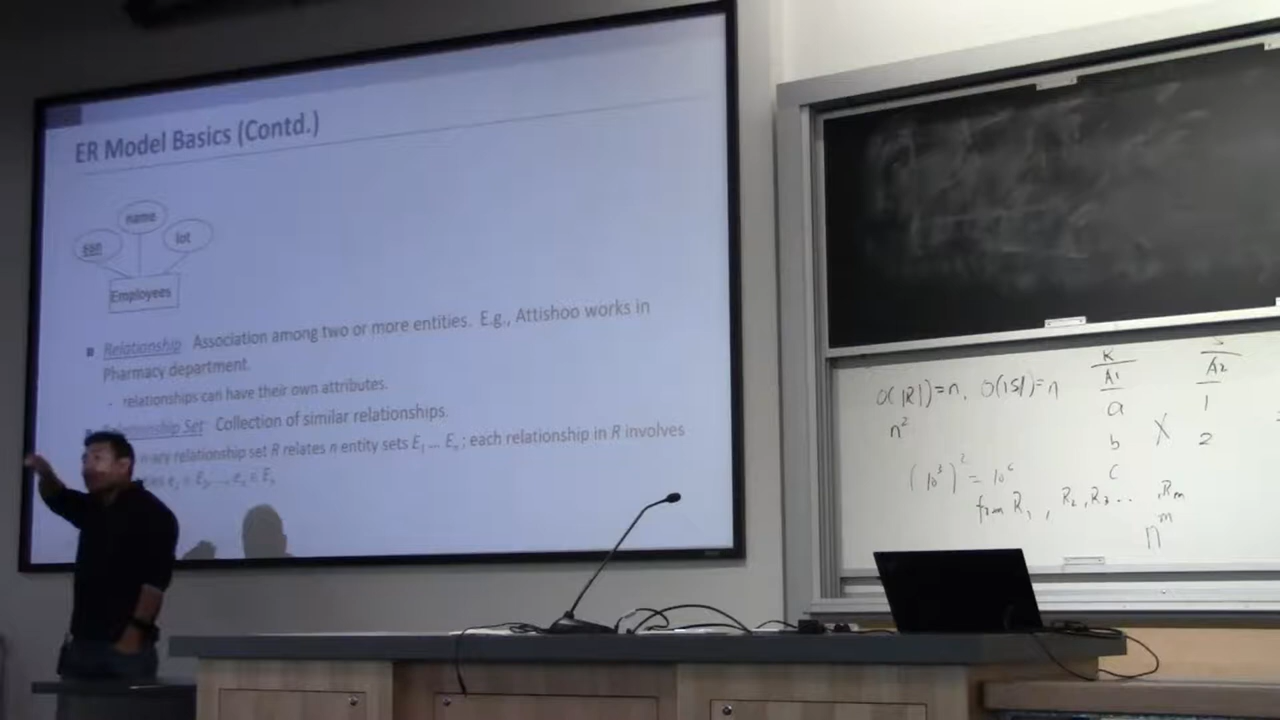 ER Model Basics (Contd.)
name
ssn
lot
Employees
Relationship Association among two or more entities. E.g., Attishoo works in
Pharmacy department.
- relationships can have their own attributes.
Set: Collection of similar relationships.
n-ary relationship set R relates n entity sets E₁ ... Eₙ; each relationship in R involves
O(|R|)=n, O(|S|)=n
n²
(10³)² = 10⁶
from R₁, R₂, R₃ .. , Rm
nᵐ
R
A1
a
b
c
X
A2
1
2